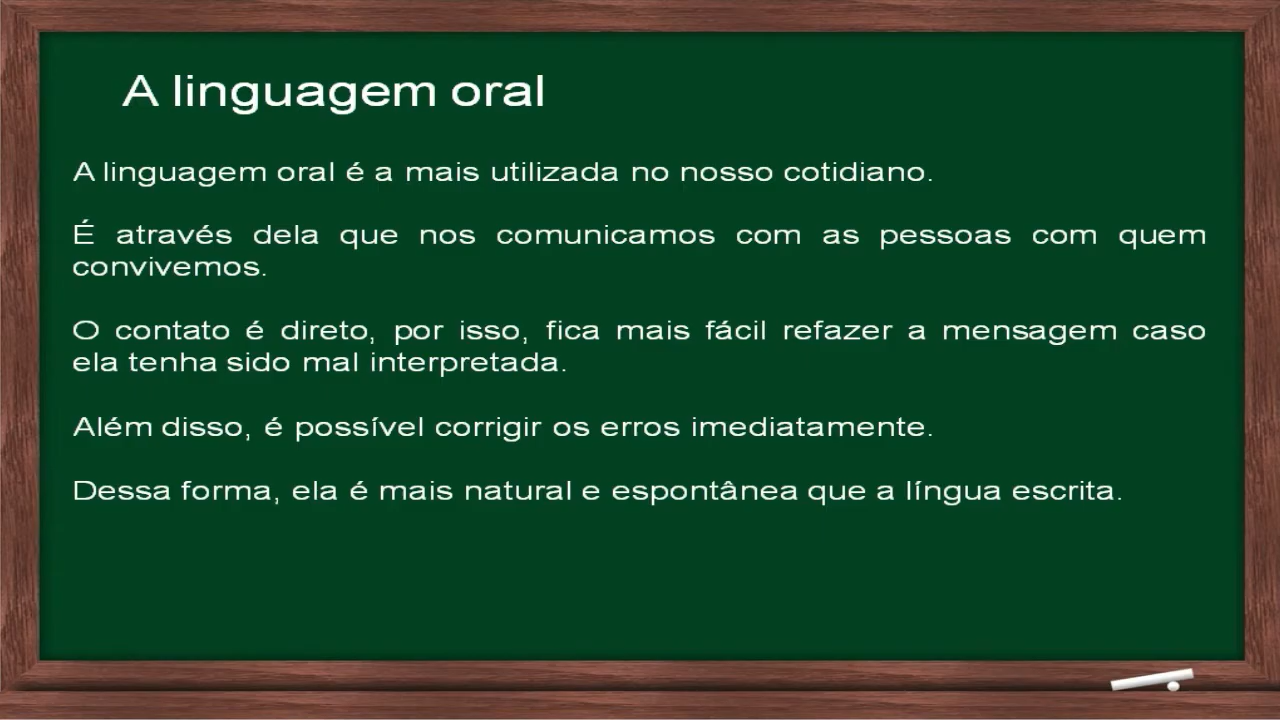 A linguagem oral
A linguagem oral é a mais utilizada no nosso cotidiano.
É através dela que nos comunicamos com as pessoas com quem
convivemos.
O contato é direto, por isso, fica mais fácil refazer a mensagem caso
ela tenha sido mal interpretada.
Além disso, é possível corrigir os erros imediatamente.
Dessa forma, ela é mais natural e espontânea que a língua escrita.